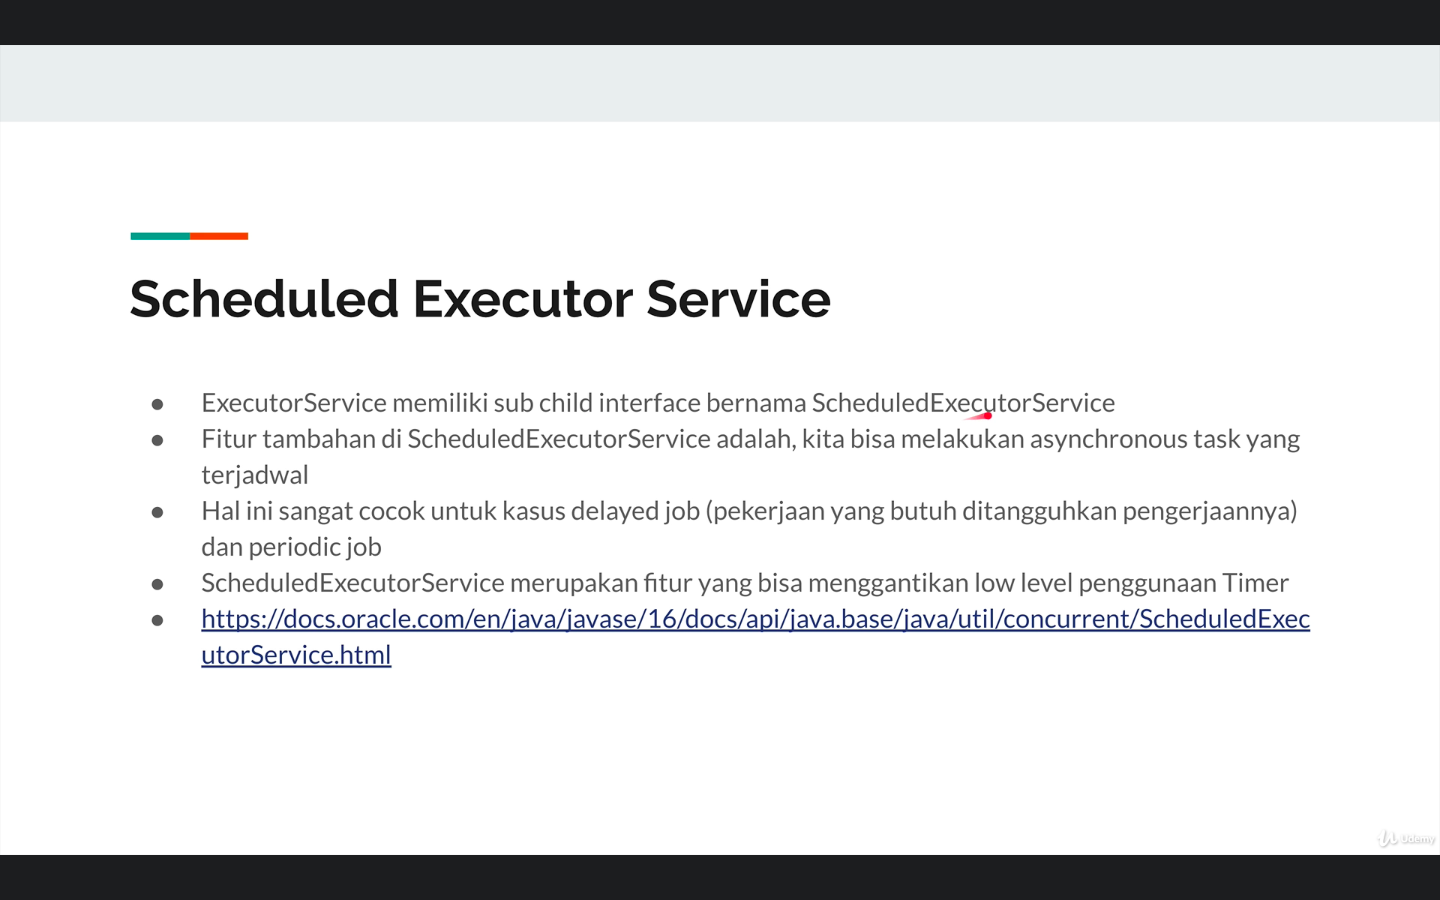 Scheduled Executor Service
● ExecutorService memiliki sub child interface bernama ScheduledExecutorService
● Fitur tambahan di ScheduledExecutorService adalah, kita bisa melakukan asynchronous task yang
terjadwal
● Hal ini sangat cocok untuk kasus delayed job (pekerjaan yang butuh ditangguhkan pengerjaannya)
dan periodic job
● ScheduledExecutorService merupakan fitur yang bisa menggantikan low level penggunaan Timer
● https://docs.oracle.com/en/java/javase/16/docs/api/java.base/java/util/concurrent/ScheduledExec
utorService.html
Udemy